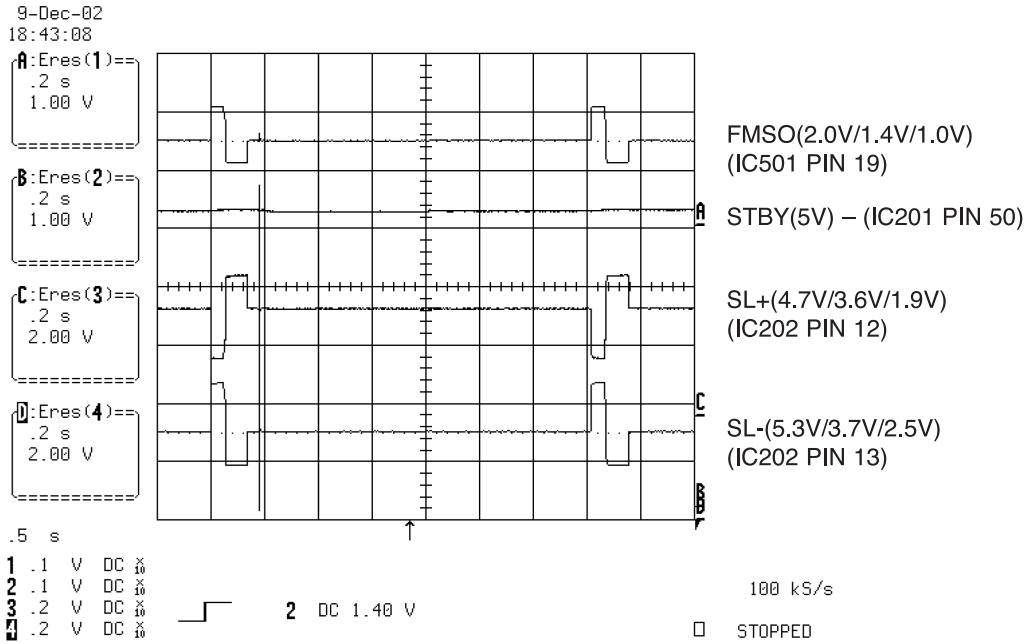 9-Dec-02
18:43:08
A:Eres(1)==
.2 s
1.00 V
B:Eres(2)==
.2 s
1.00 V
C:Eres(3)==
.2 s
2.00 V
D:Eres(4)==
.2 s
2.00 V
FMSO(2.0V/1.4V/1.0V)
(IC501 PIN 19)
A
STBY(5V) – (IC201 PIN 50)
SL+(4.7V/3.6V/1.9V)
(IC202 PIN 12)
C
SL-(5.3V/3.7V/2.5V)
(IC202 PIN 13)
.5 s
1 .1 V DC X10
2 .1 V DC X10
3 .2 V DC X10
4 .2 V DC X10
2 DC 1.40 V
100 kS/s
STOPPED